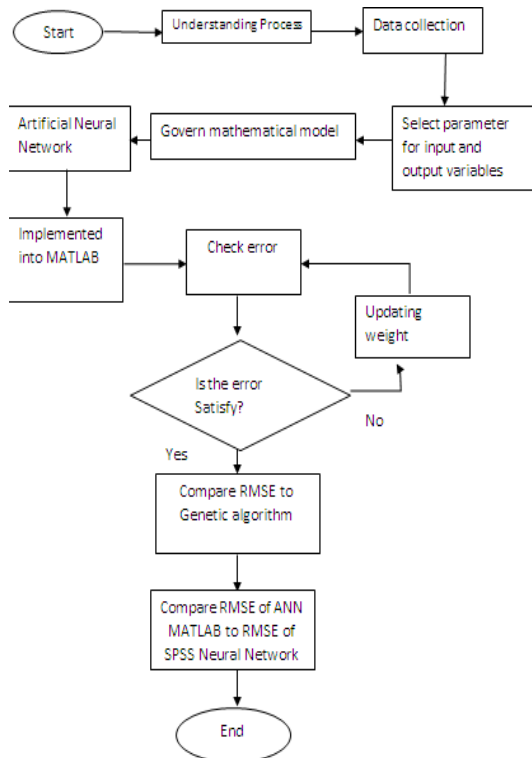 Start
Understanding Process
Data collection
Artificial Neural
Network
Govern mathematical model
Select parameter
for input and
output variables
Implemented
into MATLAB
Check error
Updating
weight
Is the error
Satisfy?
No
Yes
Compare RMSE to
Genetic algorithm
Compare RMSE of ANN
MATLAB to RMSE of
SPSS Neural Network
End